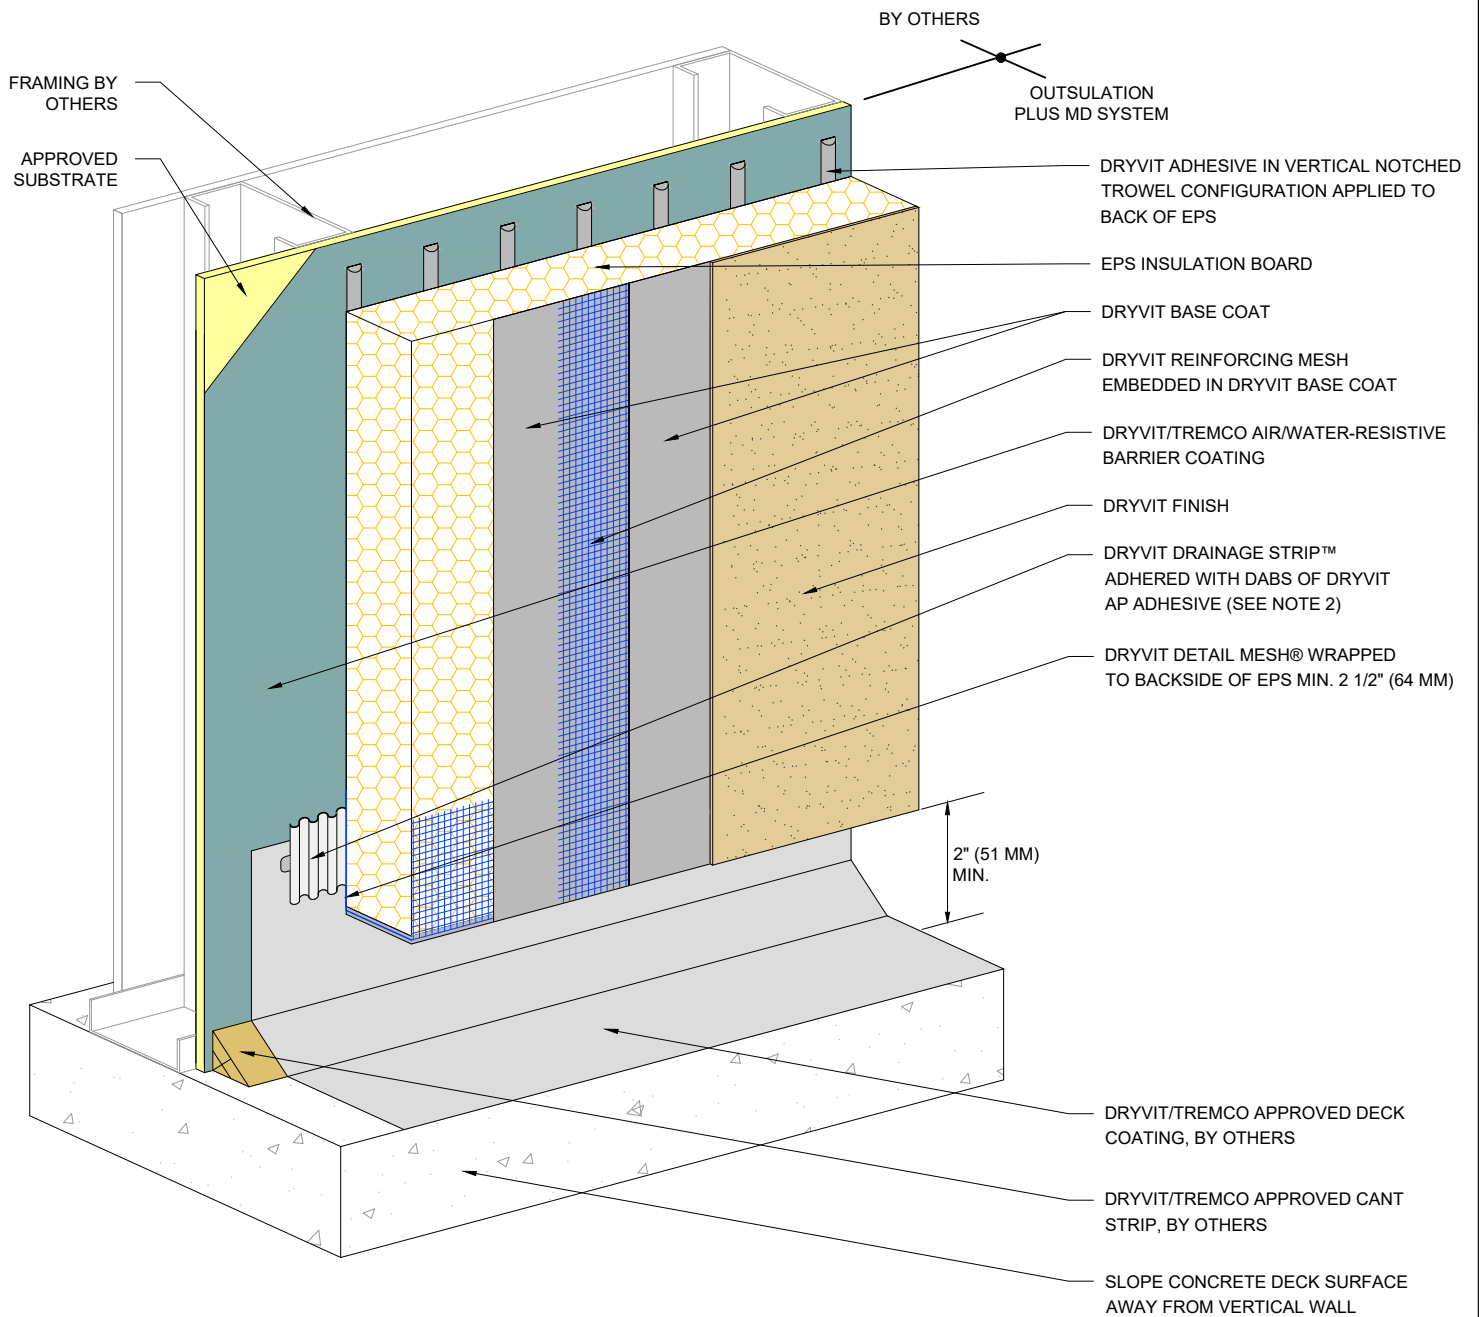 BY OTHERS
OUTSULATION
PLUS MD SYSTEM
FRAMING BY
OTHERS
APPROVED
SUBSTRATE
DRYVIT ADHESIVE IN VERTICAL NOTCHED
TROWEL CONFIGURATION APPLIED TO
BACK OF EPS
EPS INSULATION BOARD
DRYVIT BASE COAT
DRYVIT REINFORCING MESH
EMBEDDED IN DRYVIT BASE COAT
DRYVIT/TREMCO AIR/WATER-RESISTIVE
BARRIER COATING
DRYVIT FINISH
DRYVIT DRAINAGE STRIP™
ADHERED WITH DABS OF DRYVIT
AP ADHESIVE (SEE NOTE 2)
DRYVIT DETAIL MESH® WRAPPED
TO BACKSIDE OF EPS MIN. 2 1/2" (64 MM)
2" (51 MM)
MIN.
DRYVIT/TREMCO APPROVED DECK
COATING, BY OTHERS
DRYVIT/TREMCO APPROVED CANT
STRIP, BY OTHERS
SLOPE CONCRETE DECK SURFACE
AWAY FROM VERTICAL WALL